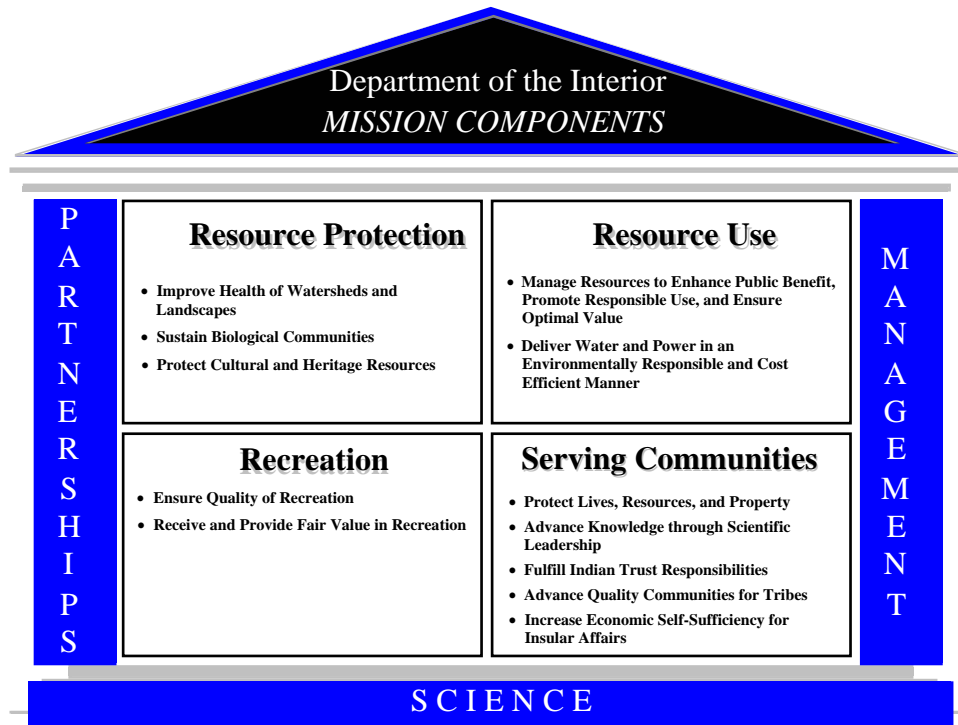 Department of the Interior
MISSION COMPONENTS
PARTNERSHIPS
Resource Protection
• Improve Health of Watersheds and
Landscapes
• Sustain Biological Communities
• Protect Cultural and Heritage Resources
Resource Use
• Manage Resources to Enhance Public Benefit,
Promote Responsible Use, and Ensure
Optimal Value
• Deliver Water and Power in an
Environmentally Responsible and Cost
Efficient Manner
Recreation
• Ensure Quality of Recreation
• Receive and Provide Fair Value in Recreation
Serving Communities
• Protect Lives, Resources, and Property
• Advance Knowledge through Scientific
Leadership
• Fulfill Indian Trust Responsibilities
• Advance Quality Communities for Tribes
• Increase Economic Self-Sufficiency for
Insular Affairs
MANAGEMENT
SCIENCE